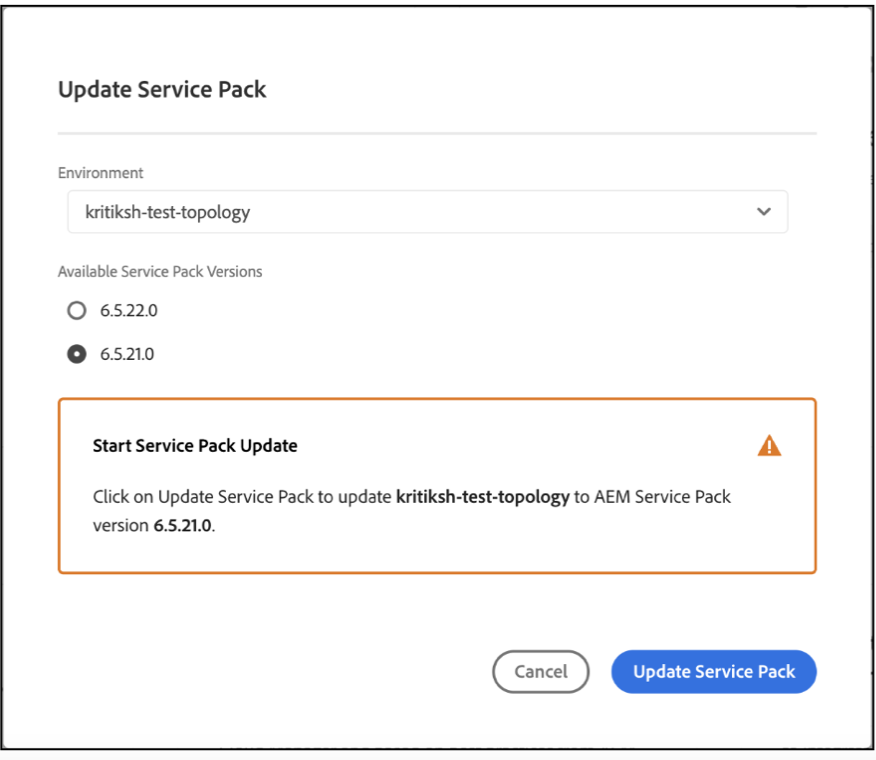 Update Service Pack
Environment
kritiksh-test-topology
Available Service Pack Versions
6.5.22.0
6.5.21.0
Start Service Pack Update
Click on Update Service Pack to update kritiksh-test-topology to AEM Service Pack
version 6.5.21.0.
Cancel
Update Service Pack